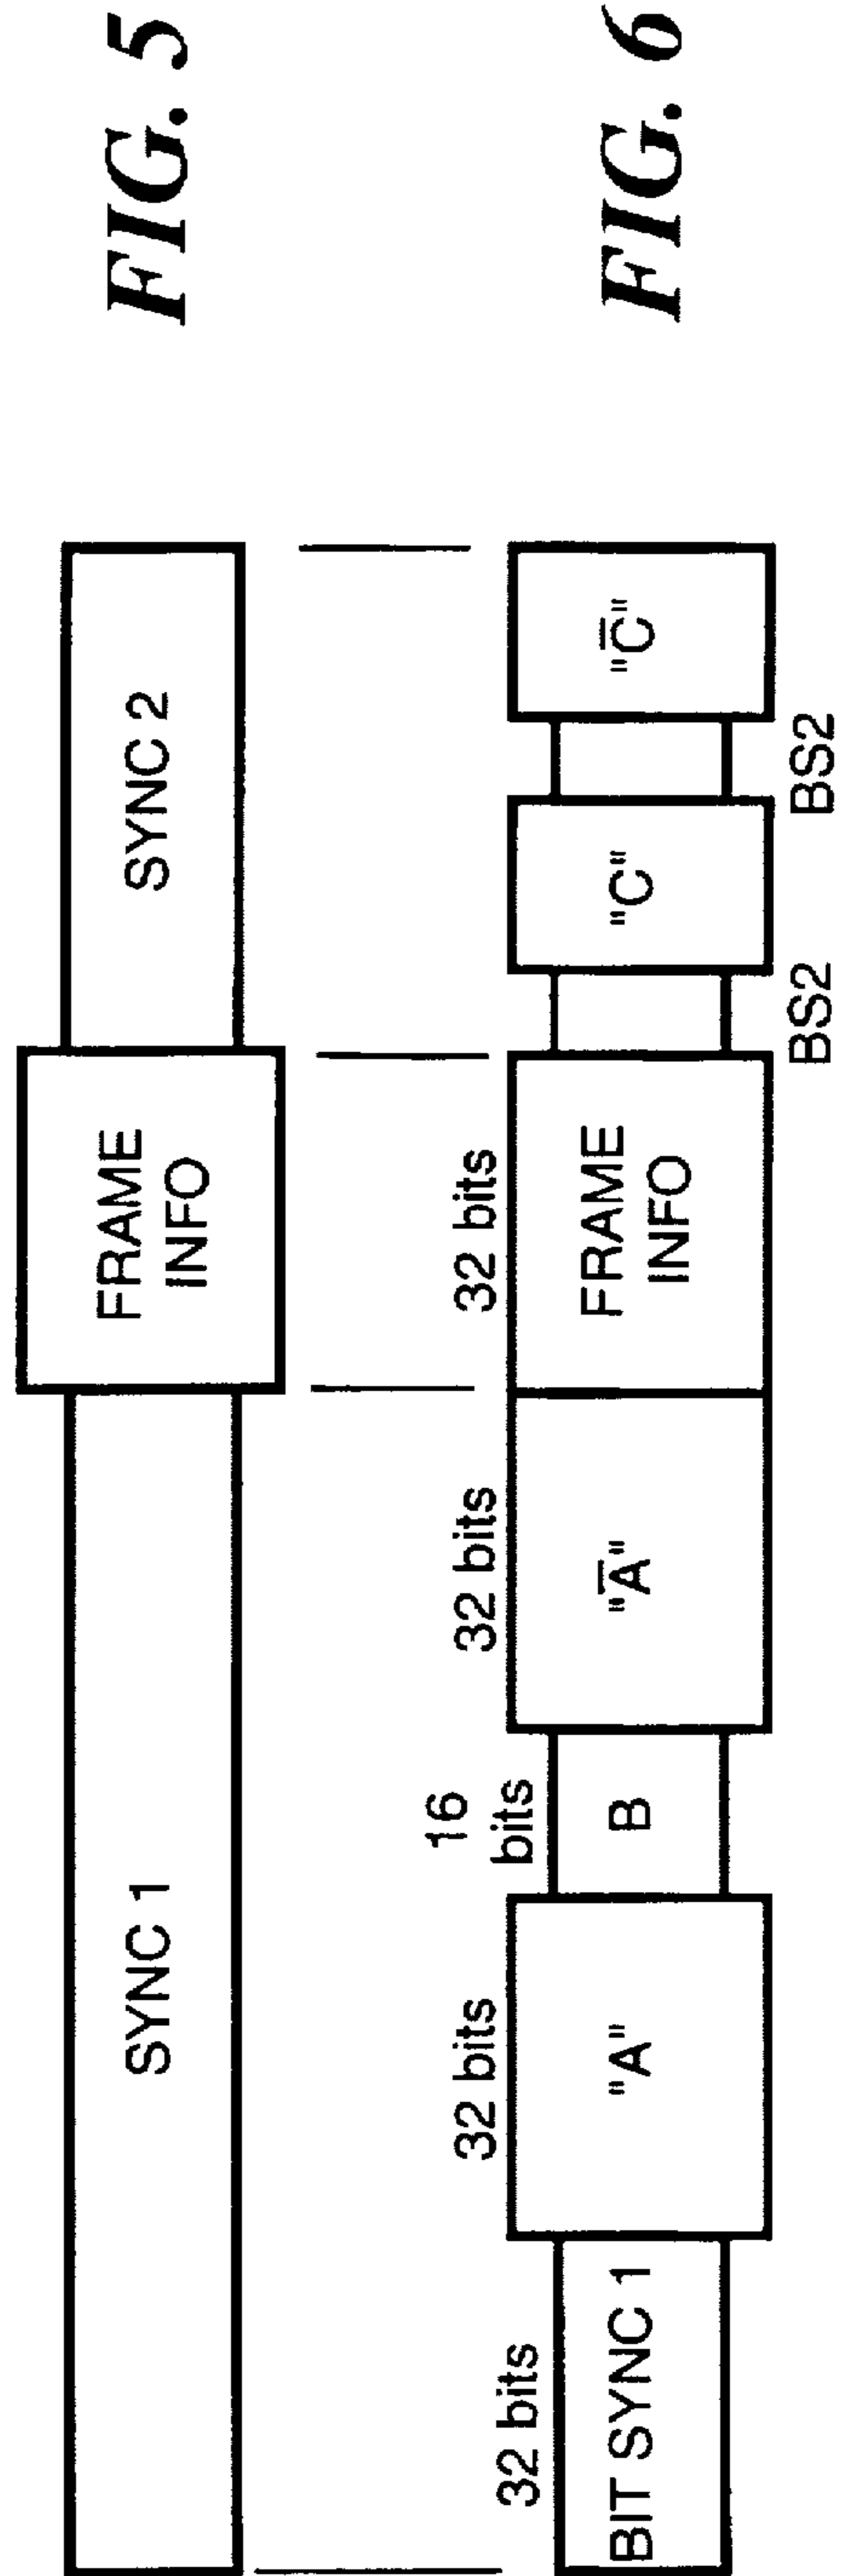 FIG. 5
SYNC 1
FRAME
INFO
SYNC 2
FIG. 6
32 bits
BIT SYNC 1
32 bits
"A"
16
bits
B
32 bits
"A̅"
32 bits
FRAME
INFO
BS2
"C"
BS2
"C̅"